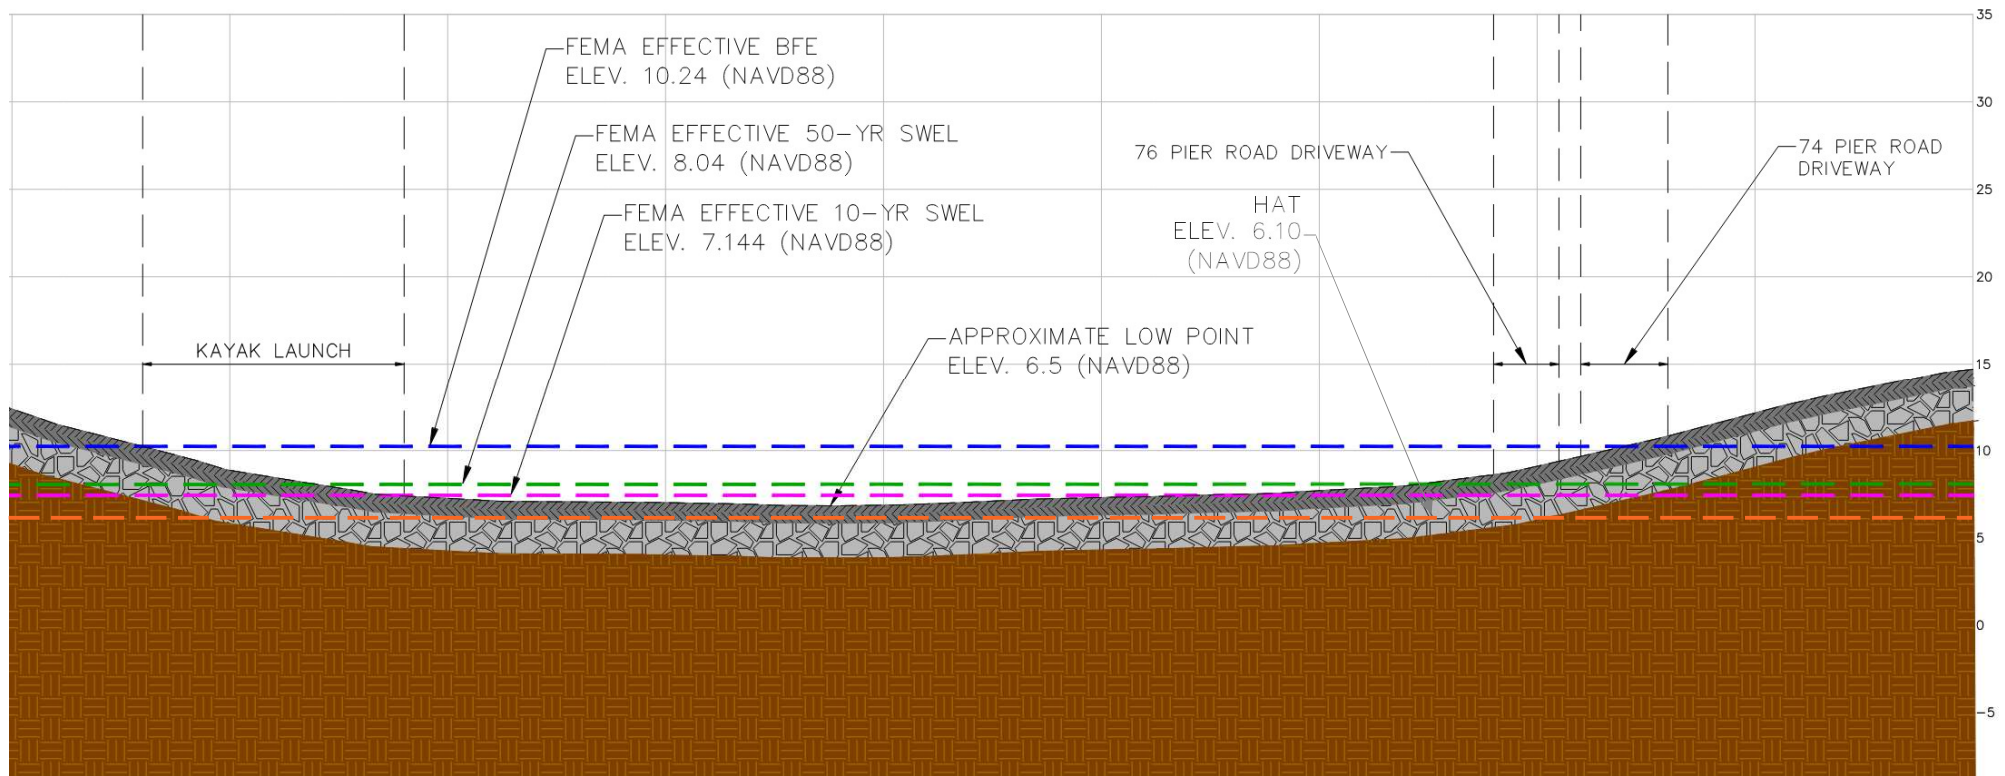 FEMA EFFECTIVE BFE
ELEV. 10.24 (NAVD88)
FEMA EFFECTIVE 50-YR SWEL
ELEV. 8.04 (NAVD88)
FEMA EFFECTIVE 10-YR SWEL
ELEV. 7.144 (NAVD88)
76 PIER ROAD DRIVEWAY
74 PIER ROAD
DRIVEWAY
HAT
ELEV. 6.10
(NAVD88)
KAYAK LAUNCH
APPROXIMATE LOW POINT
ELEV. 6.5 (NAVD88)
35
30
25
20
15
10
5
0
-5